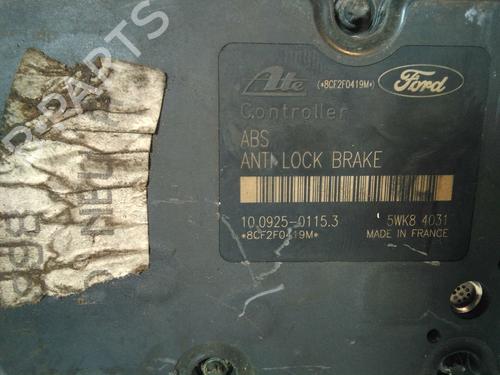 Ate
(*8CF2F0419M*)
Ford
Controller
ABS
ANTI LOCK BRAKE
10.0925-0115.3
5WK8 4031
*8CF2F0419M*
MADE IN FRANCE